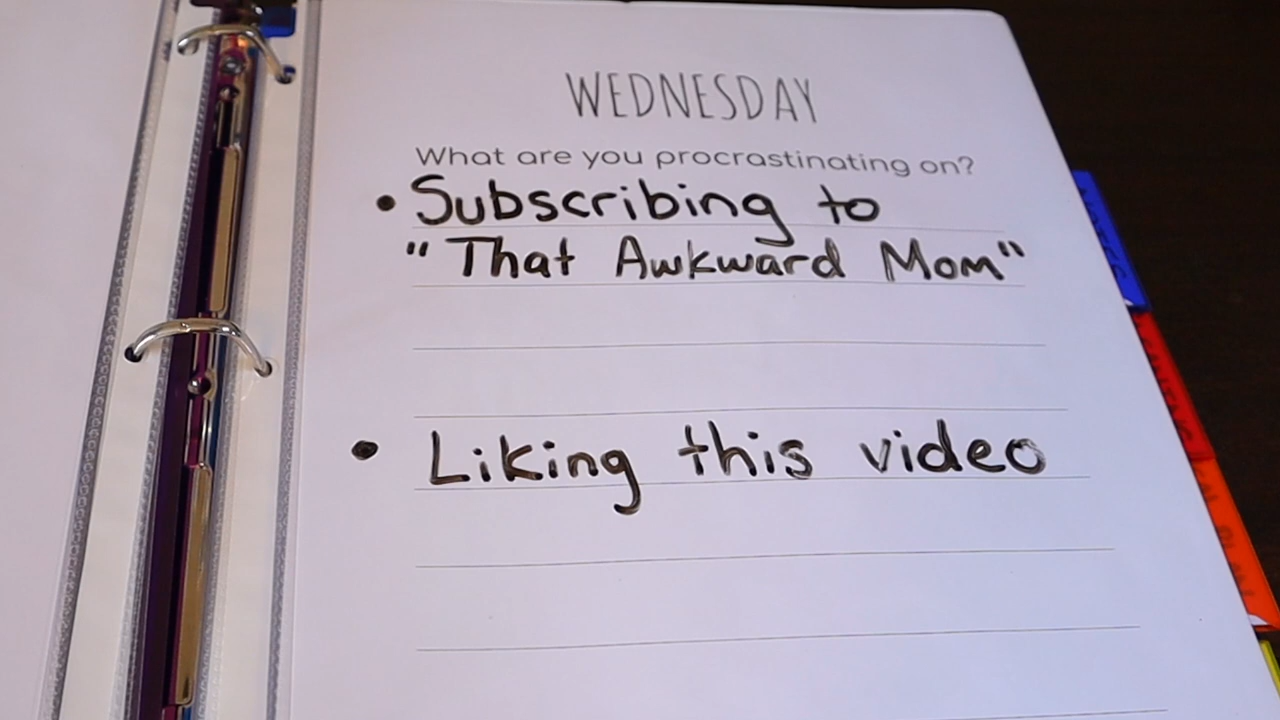 WEDNESDAY
What are you procrastinating on?
• Subscribing to
"That Awkward Mom"
• Liking this video